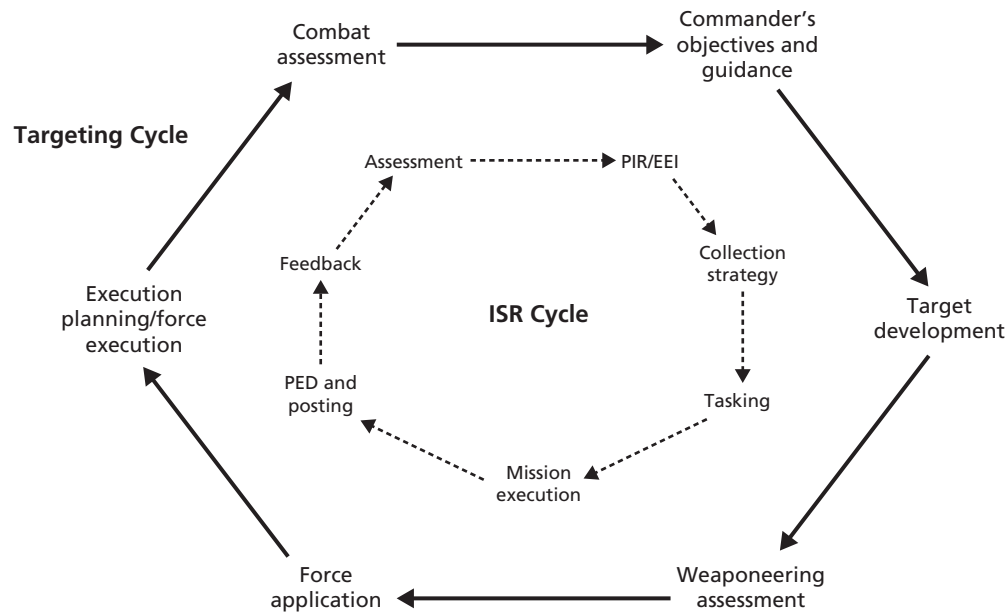 Combat
assessment
Commander's
objectives and
guidance
Targeting Cycle
Assessment
PIR/EEI
Feedback
Collection
strategy
Execution
planning/force
execution
ISR Cycle
Target
development
PED and
posting
Tasking
Mission
execution
Force
application
Weaponeering
assessment